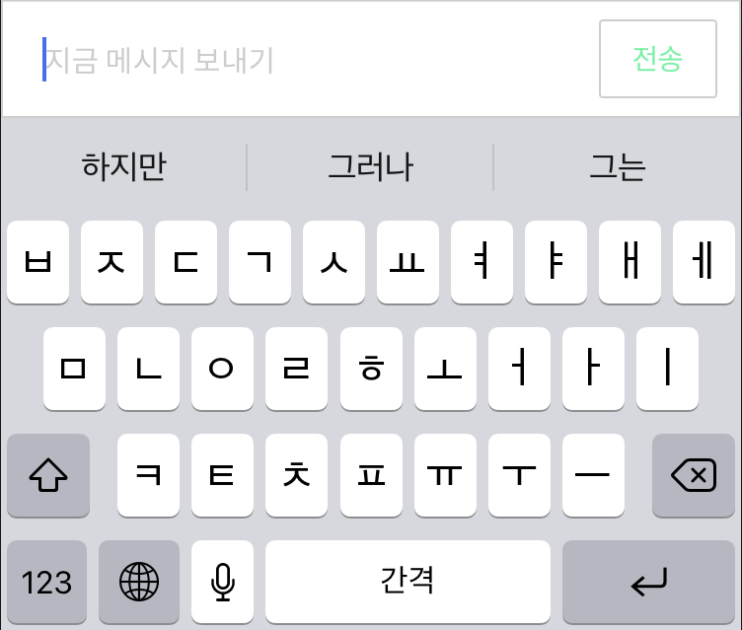 지금 메시지 보내기 전송
하지만 그러나 그는
ㅂ ㅈ ㄷ ㄱ ㅅ ㅛ ㅕ ㅑ ㅐ ㅔ
ㅁ ㄴ ㅇ ㄹ ㅎ ㅗ ㅓ ㅏ ㅣ
ㅋ ㅌ ㅊ ㅍ ㅠ ㅜ ㅡ
123 간격